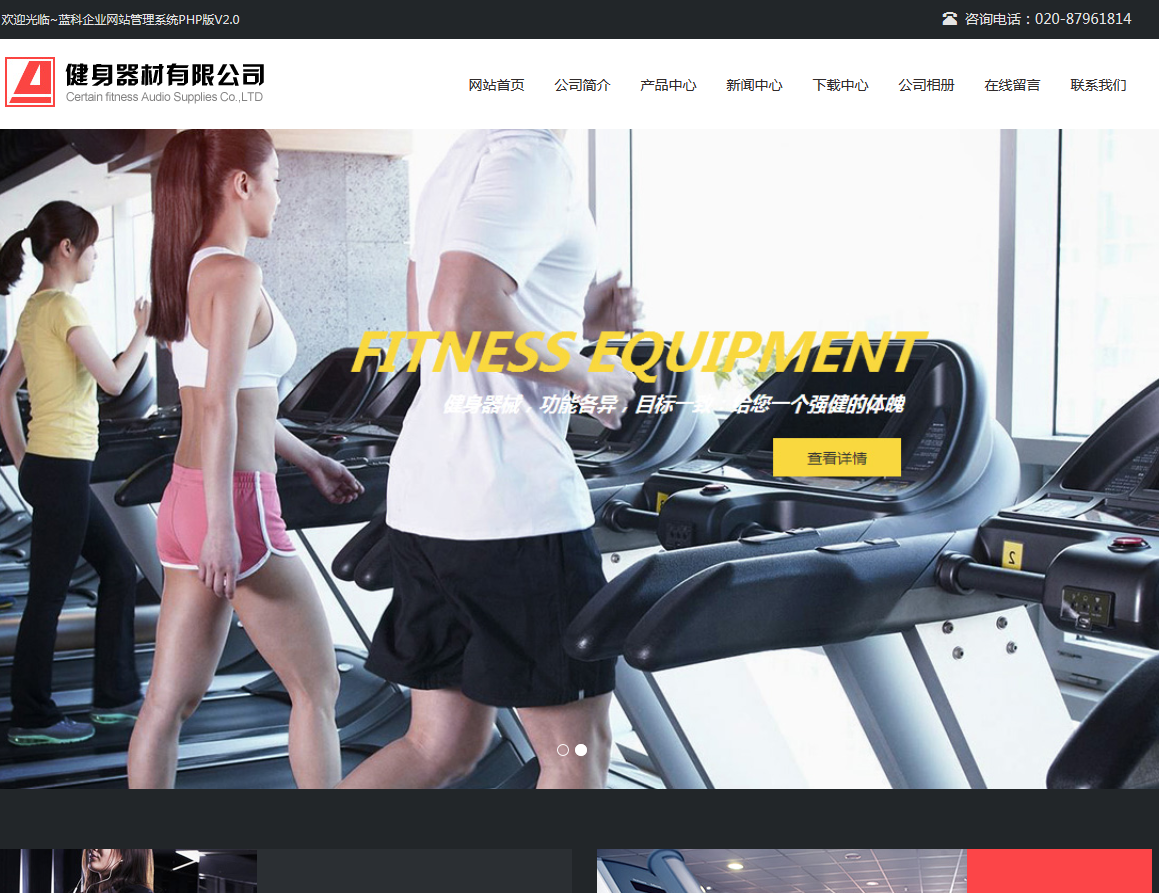 欢迎光临~蓝科企业网站管理系统PHP版V2.0
咨询电话：020-87961814
健身器材有限公司
Certain fitness Audio Supplies Co.,LTD
网站首页 公司简介 产品中心 新闻中心 下载中心 公司相册 在线留言 联系我们
FITNESS EQUIPMENT
健身器械，功能各异，目标一致，给您一个强健的体魄
查看详情
2